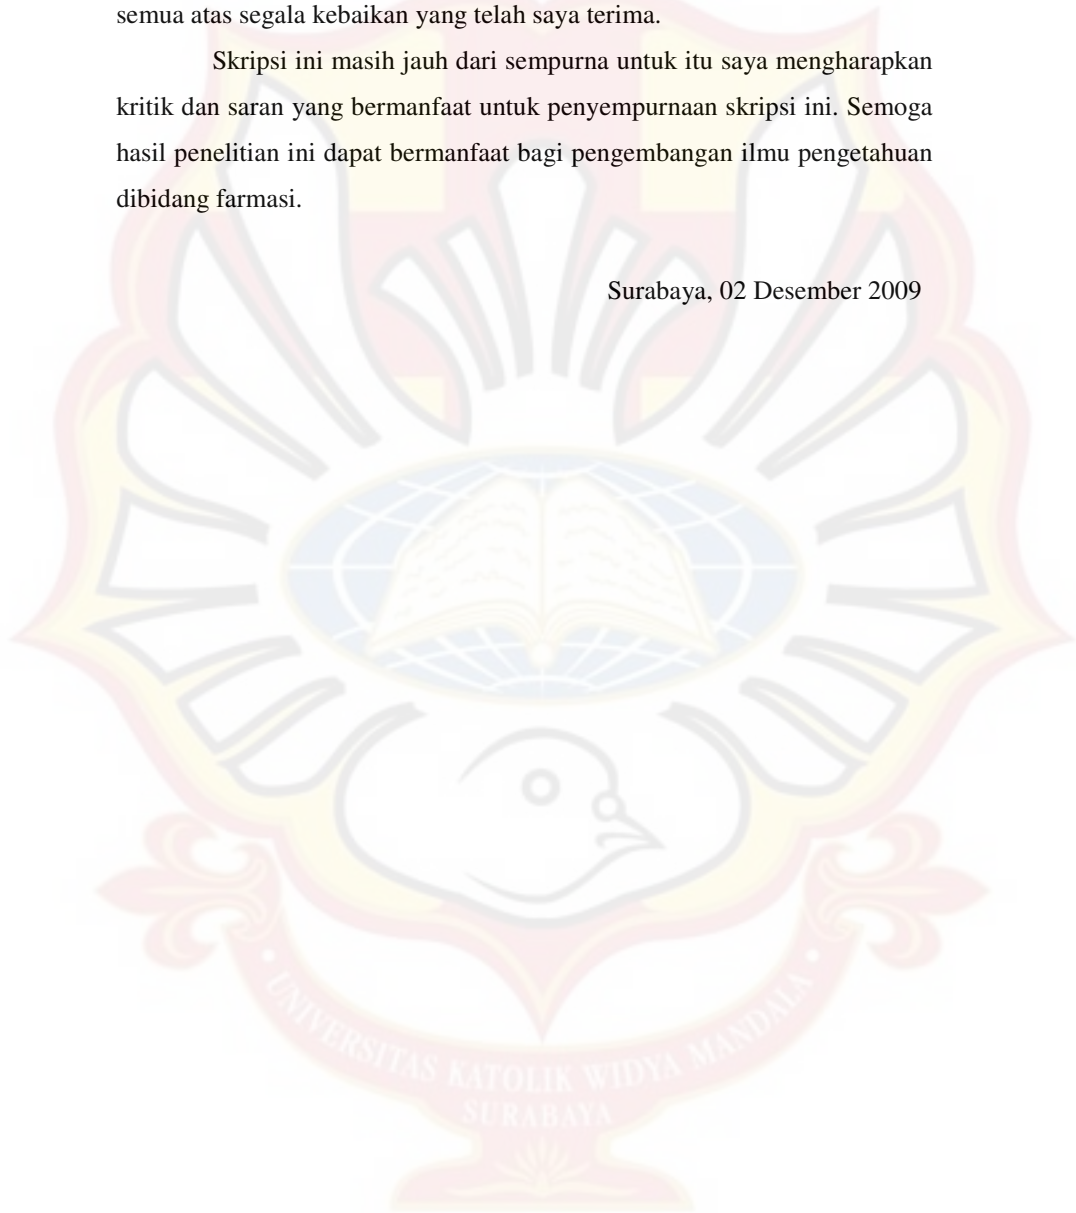 semua atas segala kebaikan yang telah saya terima.
Skripsi ini masih jauh dari sempurna untuk itu saya mengharapkan
kritik dan saran yang bermanfaat untuk penyempurnaan skripsi ini. Semoga
hasil penelitian ini dapat bermanfaat bagi pengembangan ilmu pengetahuan
dibidang farmasi.
Surabaya, 02 Desember 2009
UNIVERSITAS KATOLIK WIDYA MANDALA
SURABAYA